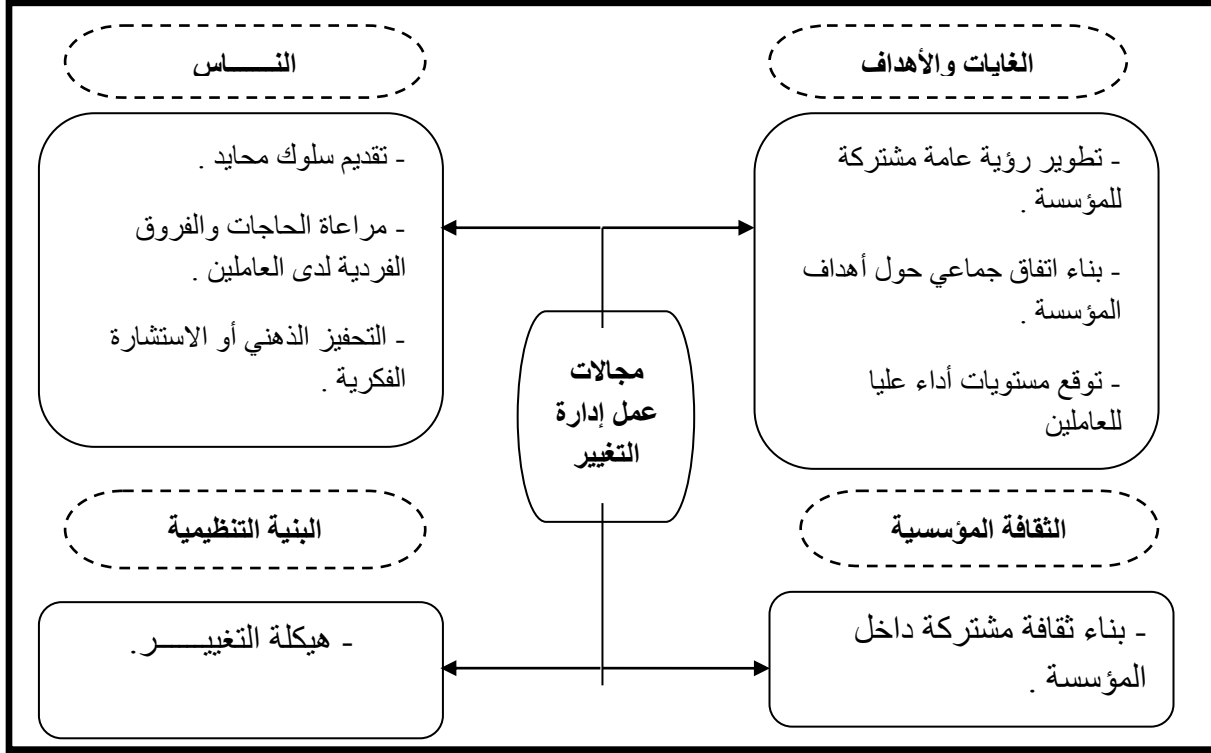 الغايات والأهداف
- تطوير رؤية عامة مشتركة
للمؤسسة .
- بناء اتفاق جماعي حول أهداف
المؤسسة .
- توقع مستويات أداء عليا
للعاملين
النــــــاس
- تقديم سلوك محايد .
- مراعاة الحاجات والفروق
الفردية لدى العاملين .
- التحفيز الذهني أو الاستشارة
الفكرية .
مجالات
عمل إدارة
التغيير
الثقافة المؤسسية
- بناء ثقافة مشتركة داخل
المؤسسة .
البنية التنظيمية
- هيكلة التغييـــــر.